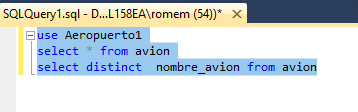 SQLQuery1.sql - D...L158EA\romem (54))*
use Aeropuerto1
select * from avion
select distinct  nombre_avion from avion